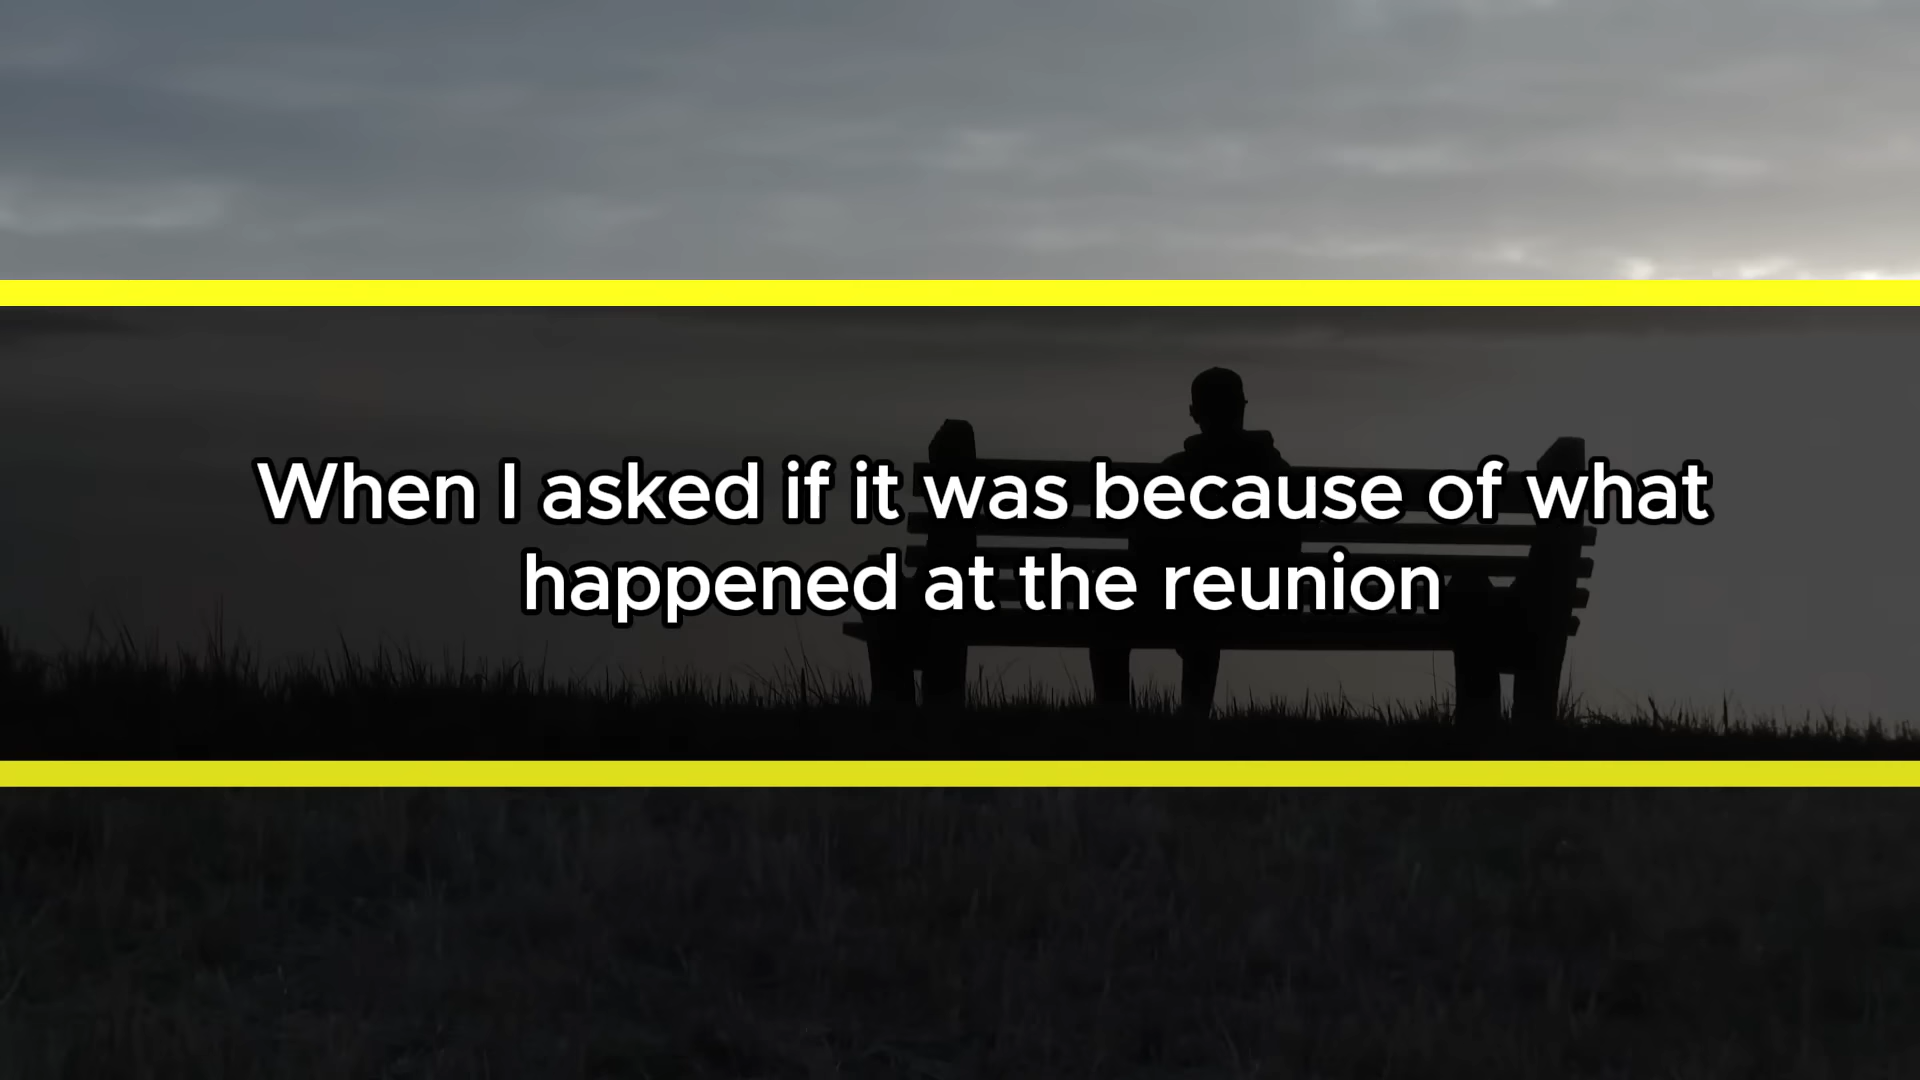 When I asked if it was because of what
happened at the reunion